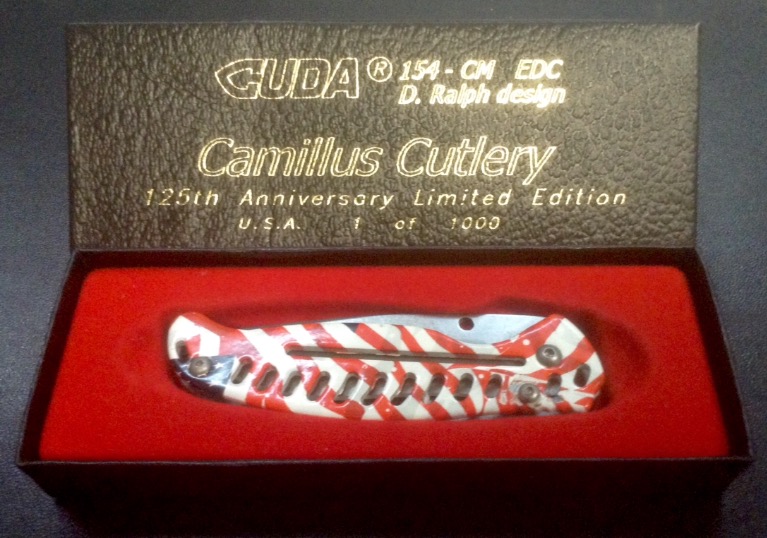 CUDA® 154-CM EDC
D. Ralph design
Camillus Cutlery
125th Anniversary Limited Edition
U.S.A. 1 of 1000